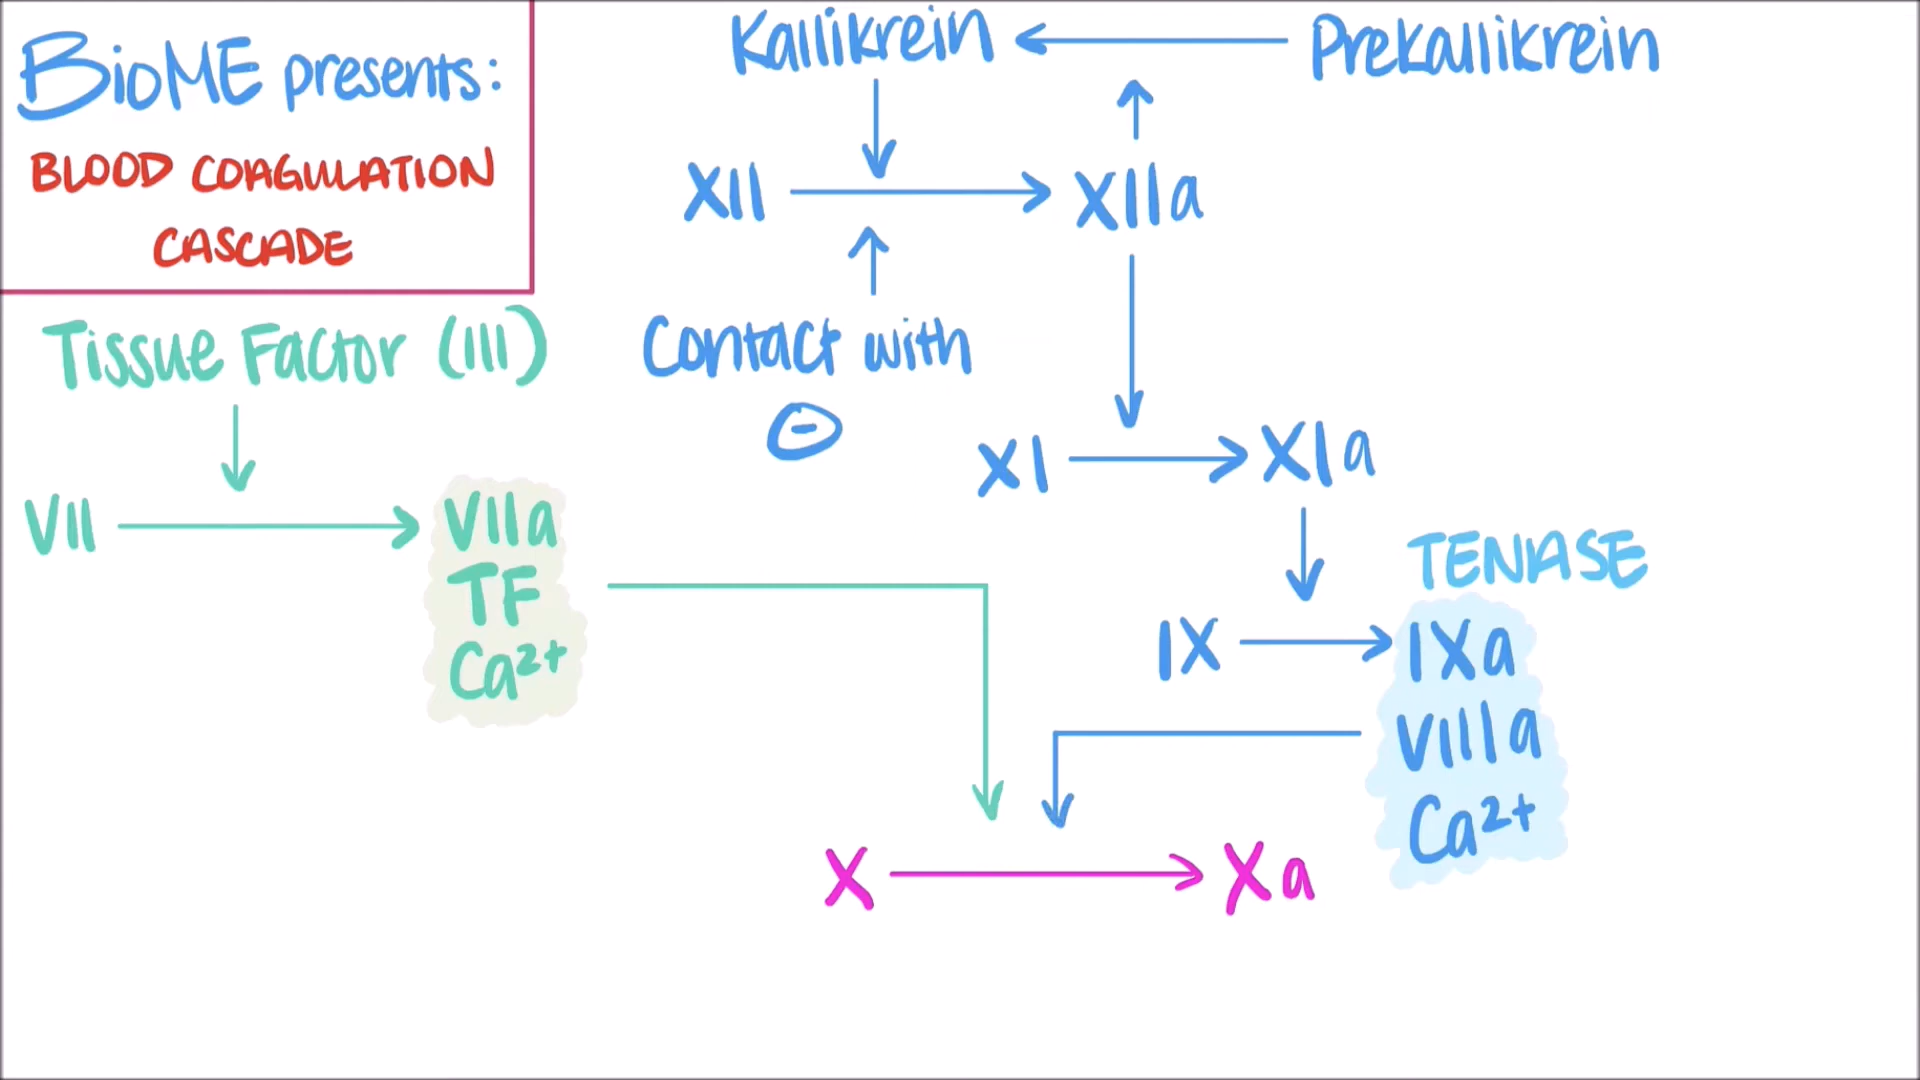 BioME presents:
BLOOD COAGULATION
CASCADE
Kallikrein
Prekallikrein
XII
XIIa
Contact with
-
Tissue Factor (III)
XI
XIa
VII
VIIa
TF
Ca2+
TENASE
IX
IXa
VIIIa
Ca2+
X
Xa